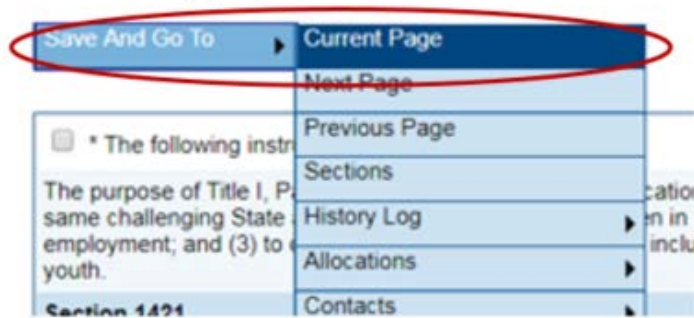 Save And Go To Current Page
Next Page
Previous Page
* The following instr
Sections
The purpose of Title I, Pa
same challenging State History Log en in
employment; and (3) to inclu
Allocations
youth.
Section 1421 Contacts